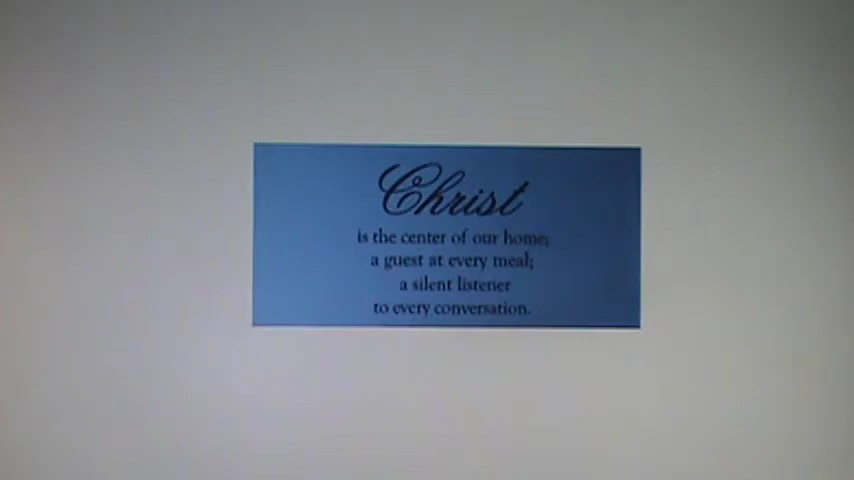 Christ
is the center of our home;
a guest at every meal;
a silent listener
to every conversation.